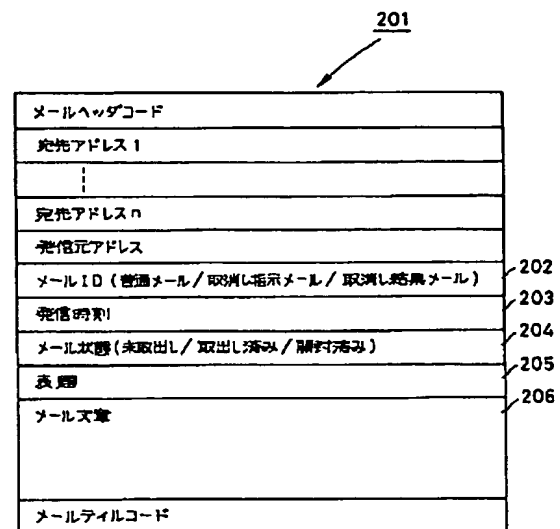 201
メールヘッダコード
宛先アドレス1
宛先アドレスn
発信元アドレス
メールID(普通メール/取消し指示メール/取消し結果メール)
202
発信時刻
203
メール状態(未取出し/取出し済み/開封済み)
204
表題
205
メール文章
206
メールテイルコード